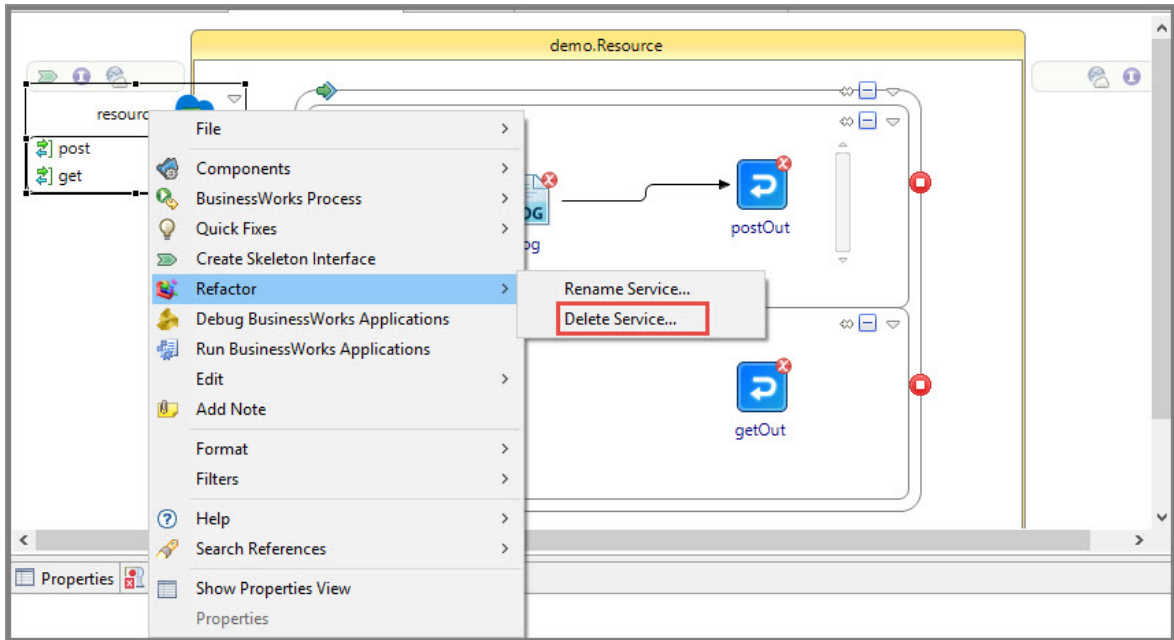 demo.Resource
resourc
post
get
File
Components
BusinessWorks Process
Quick Fixes
Create Skeleton Interface
Refactor
Debug BusinessWorks Applications
Run BusinessWorks Applications
Edit
Add Note
Format
Filters
Help
Search References
Show Properties View
Properties
Rename Service...
Delete Service...
OG
og
postOut
getOut
Properties